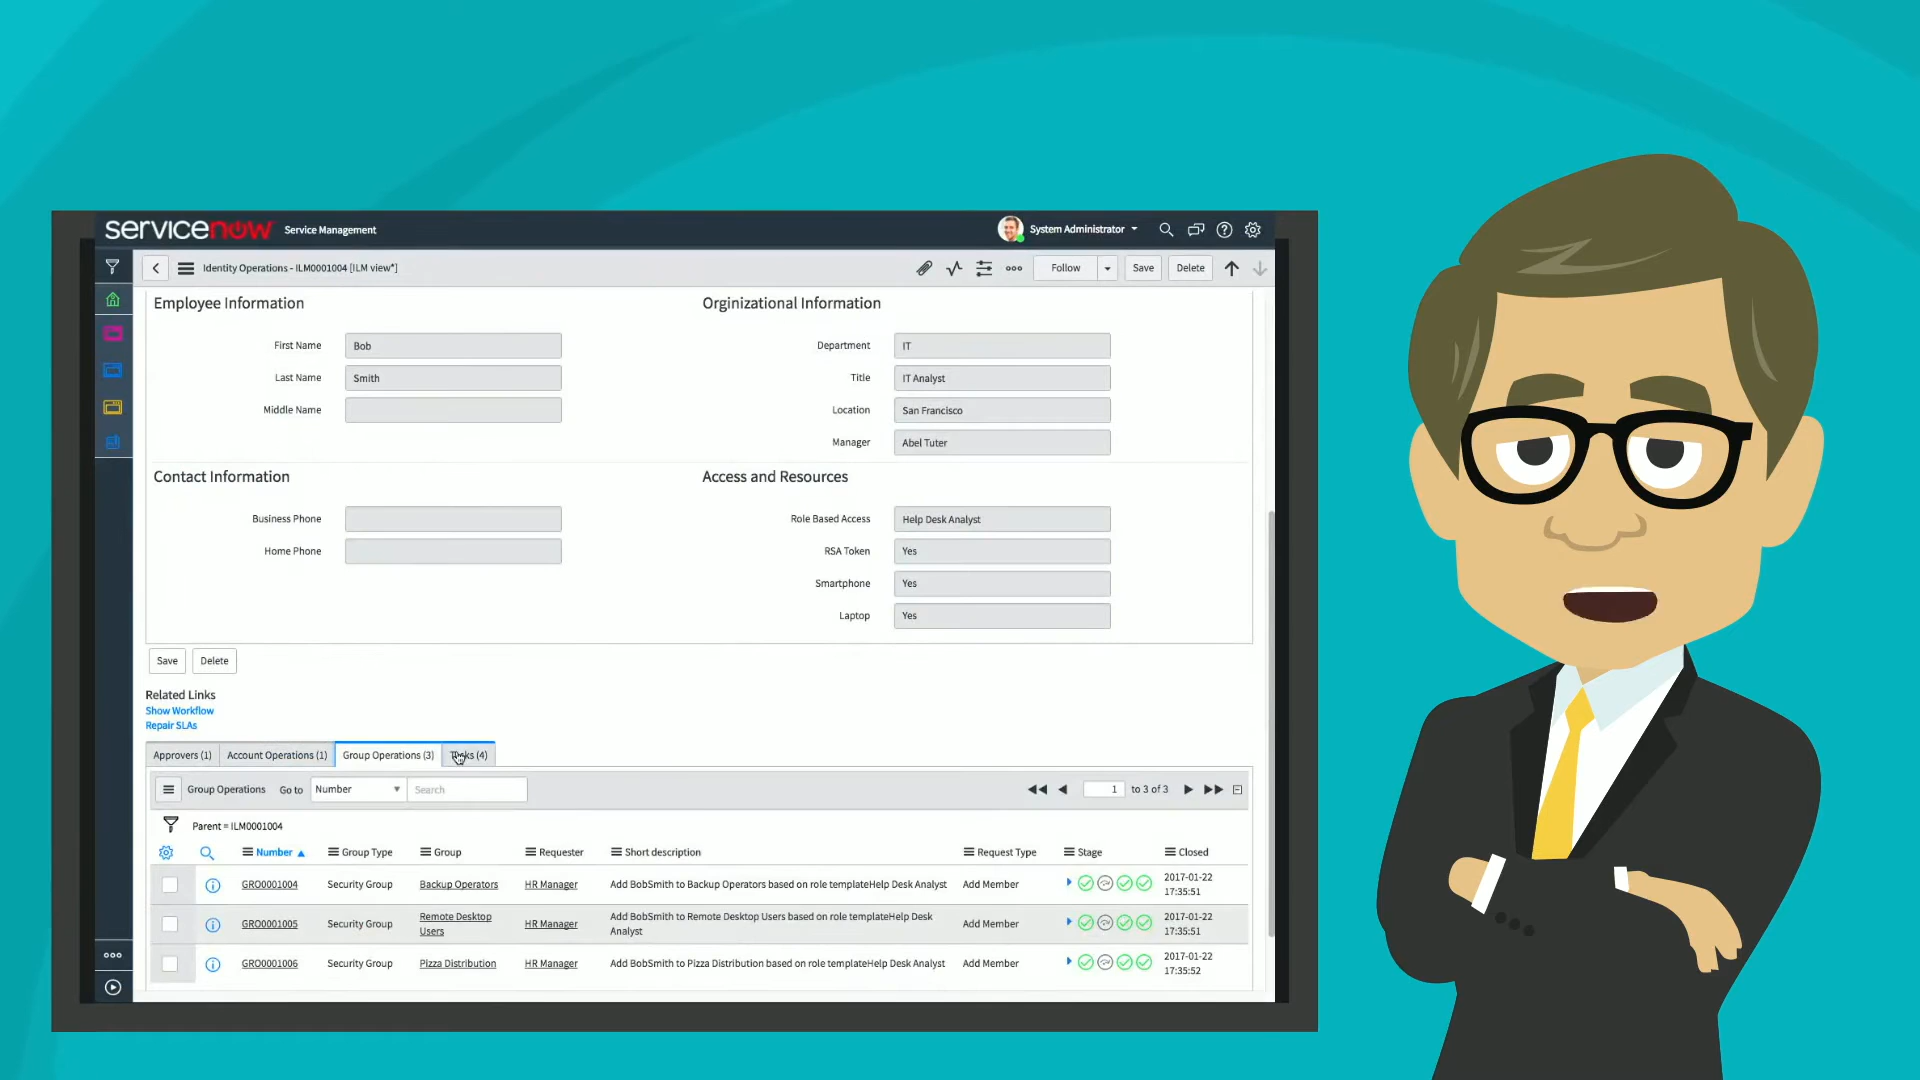 servicenow Service Management
System Administrator
Identity Operations - ILM0001004 [ILM view*]
Follow
Save
Delete
Employee Information
Orginizational Information
First Name Bob
Department IT
Last Name Smith
Title IT Analyst
Middle Name
Location San Francisco
Manager Abel Tuter
Contact Information
Access and Resources
Business Phone
Role Based Access Help Desk Analyst
Home Phone
RSA Token Yes
Smartphone Yes
Laptop Yes
Save Delete
Related Links
Show Workflow
Repair SLAs
Approvers (1) Account Operations (1) Group Operations (3) (4)
Group Operations Go to Number Search 1 to 3 of 3
Parent = ILM0001004
Number Group Type Group Requester Short description Request Type Stage Closed
GRO0001004 Security Group Backup Operators HR Manager Add BobSmith to Backup Operators based on role templateHelp Desk Analyst Add Member 2017-01-22
17:35:51
GRO0001005 Security Group Remote Desktop Users HR Manager Add BobSmith to Remote Desktop Users based on role templateHelp Desk Analyst Add Member 2017-01-22
17:35:51
GRO0001006 Security Group Pizza Distribution HR Manager Add BobSmith to Pizza Distribution based on role templateHelp Desk Analyst Add Member 2017-01-22
17:35:52